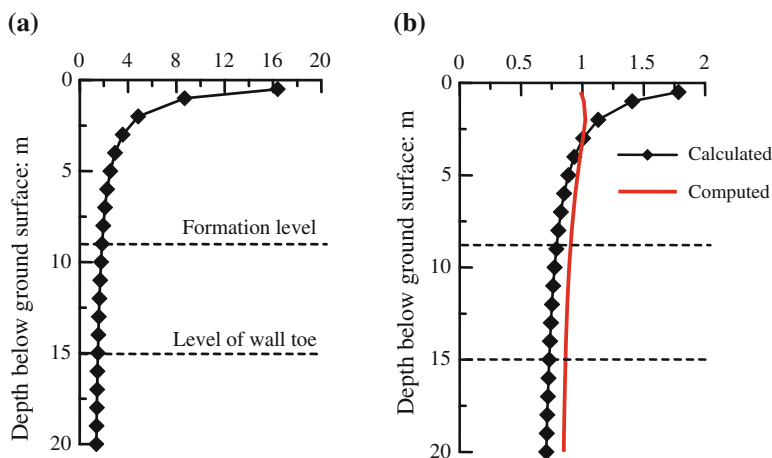 (a)
0 4 8 12 16 20
0
5
10
15
20
Depth below ground surface: m
Formation level
Level of wall toe
(b)
0 0.5 1 1.5 2
0
5
10
15
20
Depth below ground surface: m
Calculated
Computed